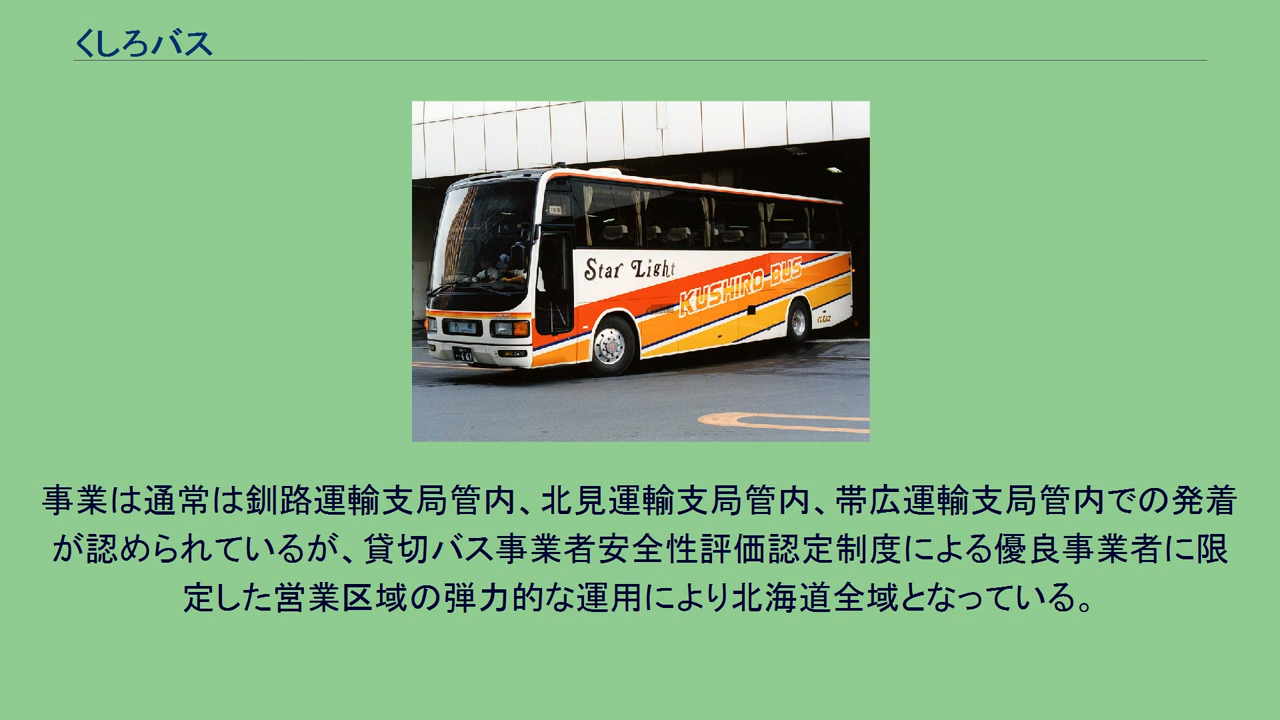 くしろバス
Star Light
KUSHIRO BUS
事業は通常は釧路運輸支局管内、北見運輸支局管内、帯広運輸支局管内での発着
が認められているが、貸切バス事業者安全性評価認定制度による優良事業者に限
定した営業区域の弾力的な運用により北海道全域となっている。